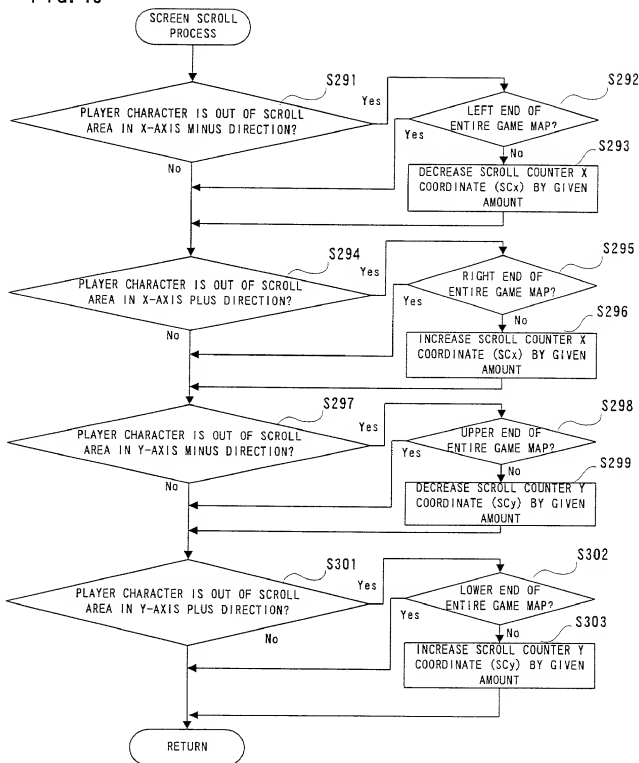 SCREEN SCROLL
PROCESS
S291
PLAYER CHARACTER IS OUT OF SCROLL
AREA IN X-AXIS MINUS DIRECTION?
Yes
No
S292
LEFT END OF
ENTIRE GAME MAP?
Yes
No
S293
DECREASE SCROLL COUNTER X
COORDINATE (SCx) BY GIVEN
AMOUNT
S294
PLAYER CHARACTER IS OUT OF SCROLL
AREA IN X-AXIS PLUS DIRECTION?
Yes
No
S295
RIGHT END OF
ENTIRE GAME MAP?
Yes
No
S296
INCREASE SCROLL COUNTER X
COORDINATE (SCx) BY GIVEN
AMOUNT
S297
PLAYER CHARACTER IS OUT OF SCROLL
AREA IN Y-AXIS MINUS DIRECTION?
Yes
No
S298
UPPER END OF
ENTIRE GAME MAP?
Yes
No
S299
DECREASE SCROLL COUNTER Y
COORDINATE (SCy) BY GIVEN
AMOUNT
S301
PLAYER CHARACTER IS OUT OF SCROLL
AREA IN Y-AXIS PLUS DIRECTION?
Yes
No
S302
LOWER END OF
ENTIRE GAME MAP?
Yes
No
S303
INCREASE SCROLL COUNTER Y
COORDINATE (SCy) BY GIVEN
AMOUNT
RETURN